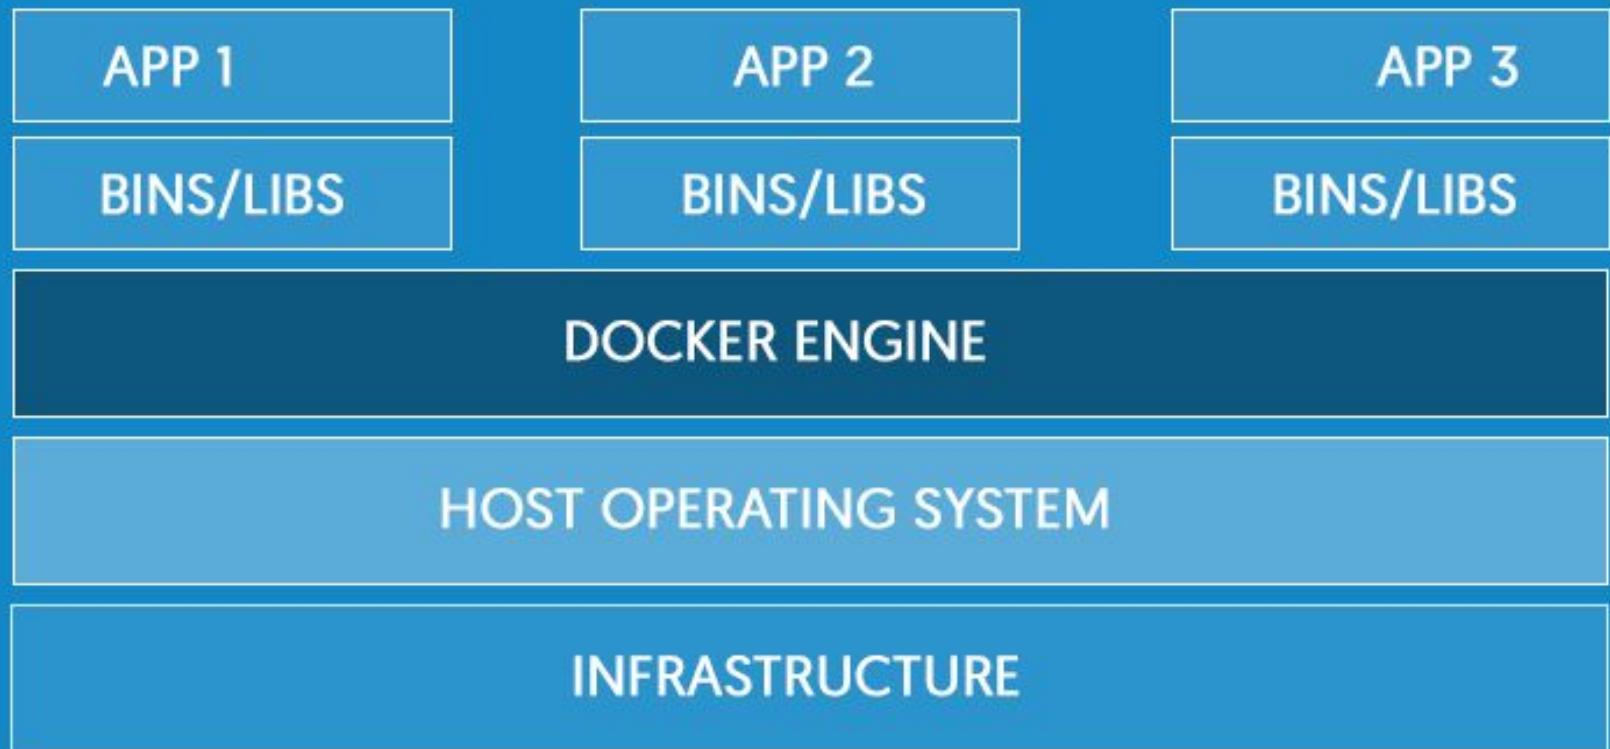 APP 1
APP 2
APP 3
BINS/LIBS
BINS/LIBS
BINS/LIBS
DOCKER ENGINE
HOST OPERATING SYSTEM
INFRASTRUCTURE